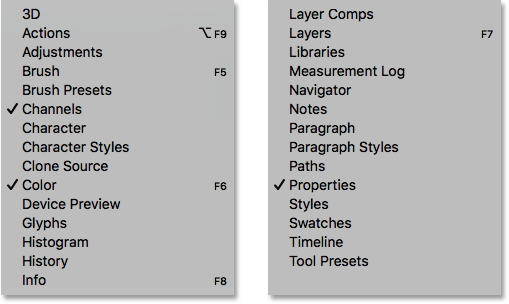 3D
Actions ⌥F9
Adjustments
Brush F5
Brush Presets
✓ Channels
Character
Character Styles
Clone Source
✓ Color F6
Device Preview
Glyphs
Histogram
History
Info F8
Layer Comps
Layers F7
Libraries
Measurement Log
Navigator
Notes
Paragraph
Paragraph Styles
Paths
✓ Properties
Styles
Swatches
Timeline
Tool Presets